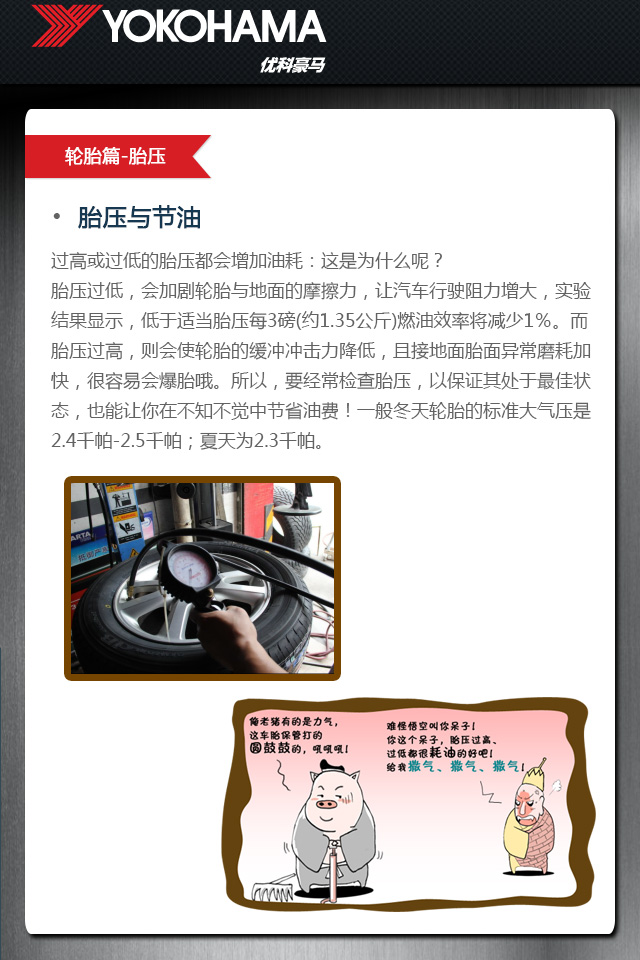 YOKOHAMA
优科豪马
轮胎篇-胎压
• 胎压与节油
过高或过低的胎压都会增加油耗：这是为什么呢？
胎压过低，会加剧轮胎与地面的摩擦力，让汽车行驶阻力增大，实验
结果显示，低于适当胎压每3磅(约1.35公斤)燃油效率将减少1%。而
胎压过高，则会使轮胎的缓冲冲击力降低，且接地面胎面异常磨耗加
快，很容易会爆胎哦。所以，要经常检查胎压，以保证其处于最佳状
态，也能让你在不知不觉中节省油费！一般冬天轮胎的标准大气压是
2.4千帕-2.5千帕；夏天为2.3千帕。
俺老猪有的是力气，
这车胎保管打的
圆鼓鼓的，吼吼吼！
难怪悟空叫你呆子！
你这个呆子，胎压过高、
过低都很耗油的好吧！
给我撒气、撒气、撒气！